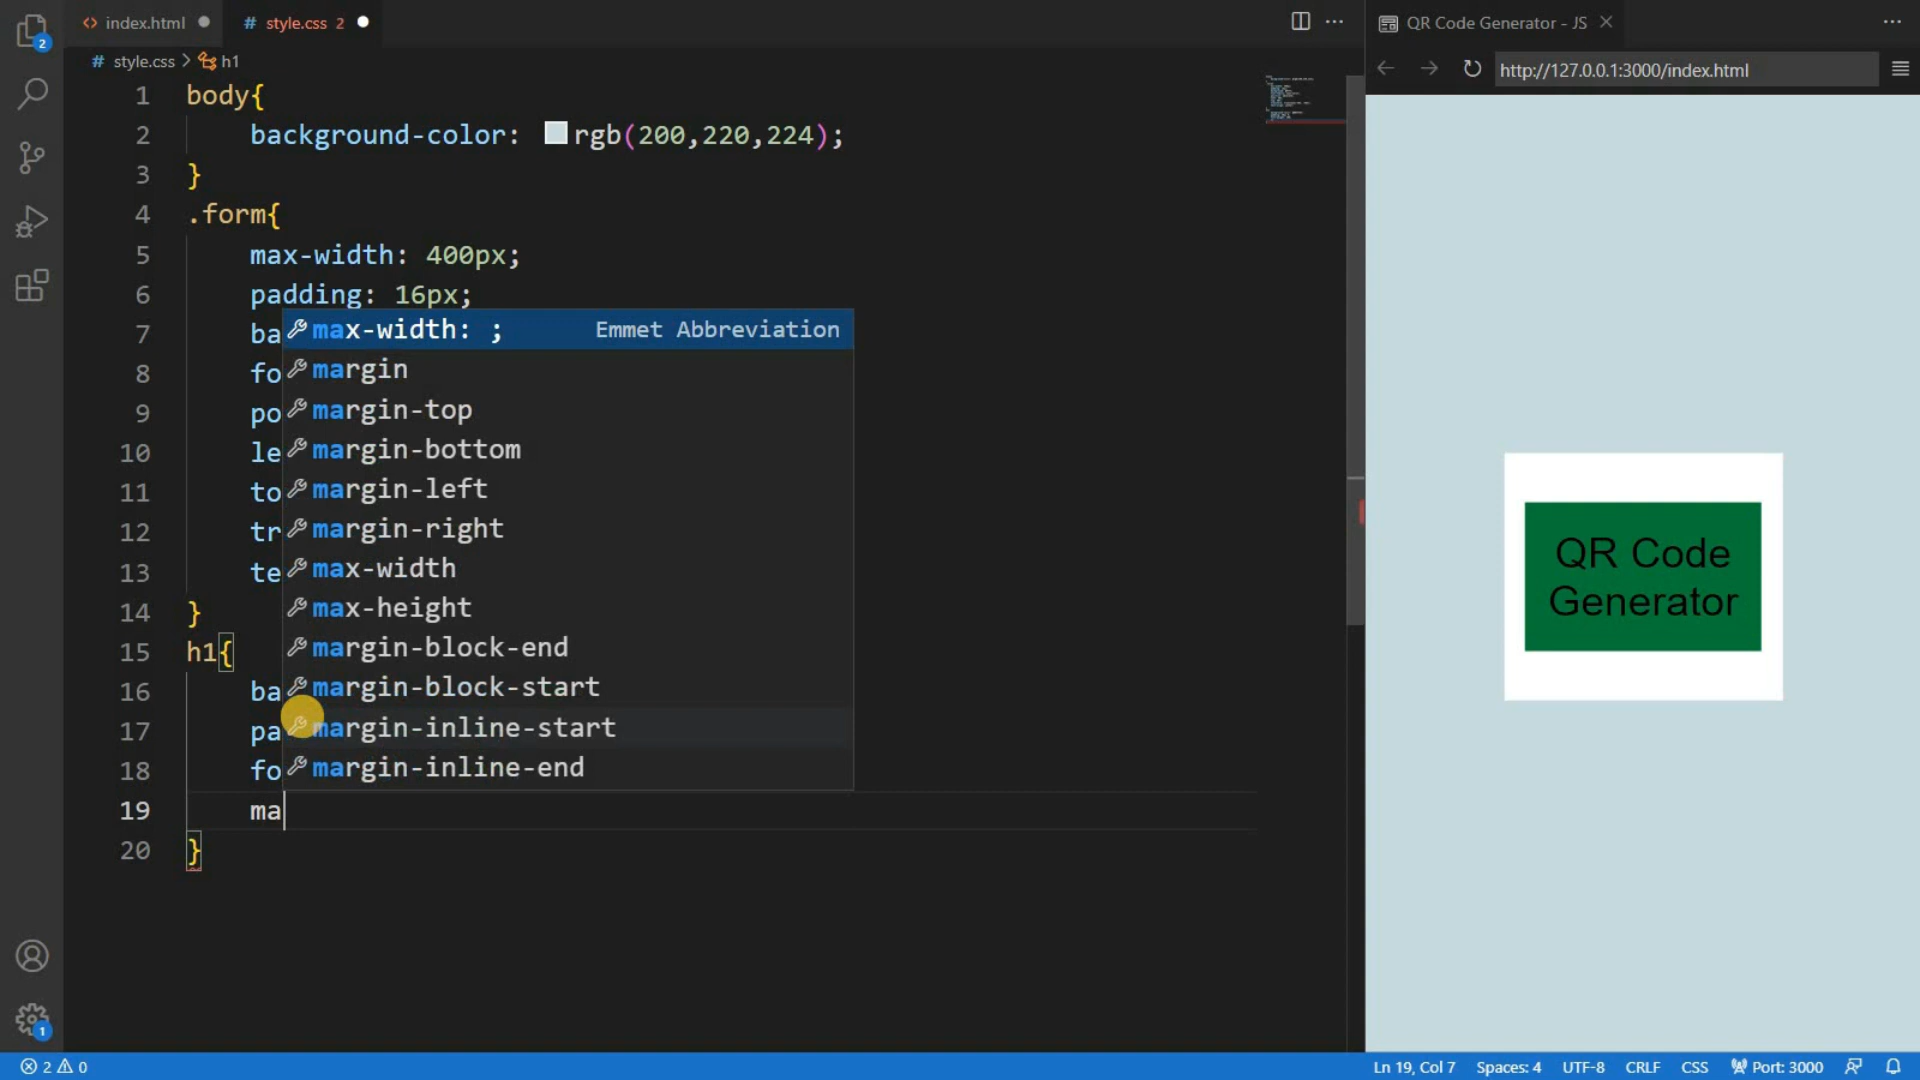 index.html
# style.css 2
# style.css > h1
1 body{
2 background-color: rgb(200,220,224);
3 }
4 .form{
5 max-width: 400px;
6 padding: 16px;
7 ba
8 fo
9 po
10 le
11 to
12 tr
13 te
14 }
15 h1{
16 ba
17 pa
18 fo
19 ma
20 }
max-width: ; Emmet Abbreviation
margin
margin-top
margin-bottom
margin-left
margin-right
max-width
max-height
margin-block-end
margin-block-start
margin-inline-start
margin-inline-end
2
1
QR Code Generator - JS
http://127.0.0.1:3000/index.html
QR Code
Generator
2 0
Ln 19, Col 7 Spaces: 4 UTF-8 CRLF CSS Port: 3000